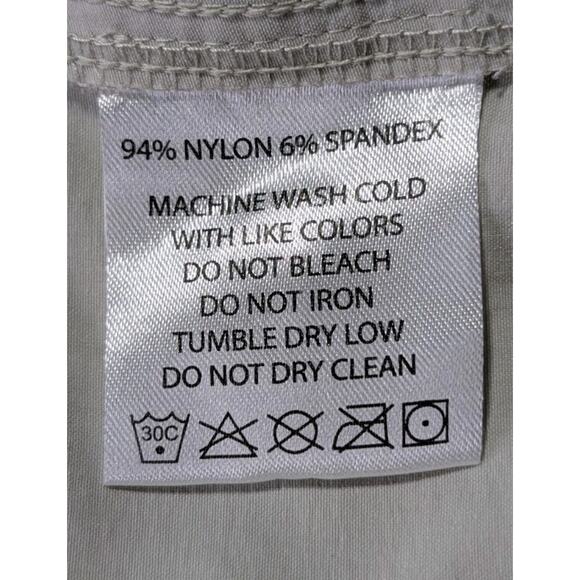 94% NYLON 6% SPANDEX
MACHINE WASH COLD
WITH LIKE COLORS
DO NOT BLEACH
DO NOT IRON
TUMBLE DRY LOW
DO NOT DRY CLEAN
30C